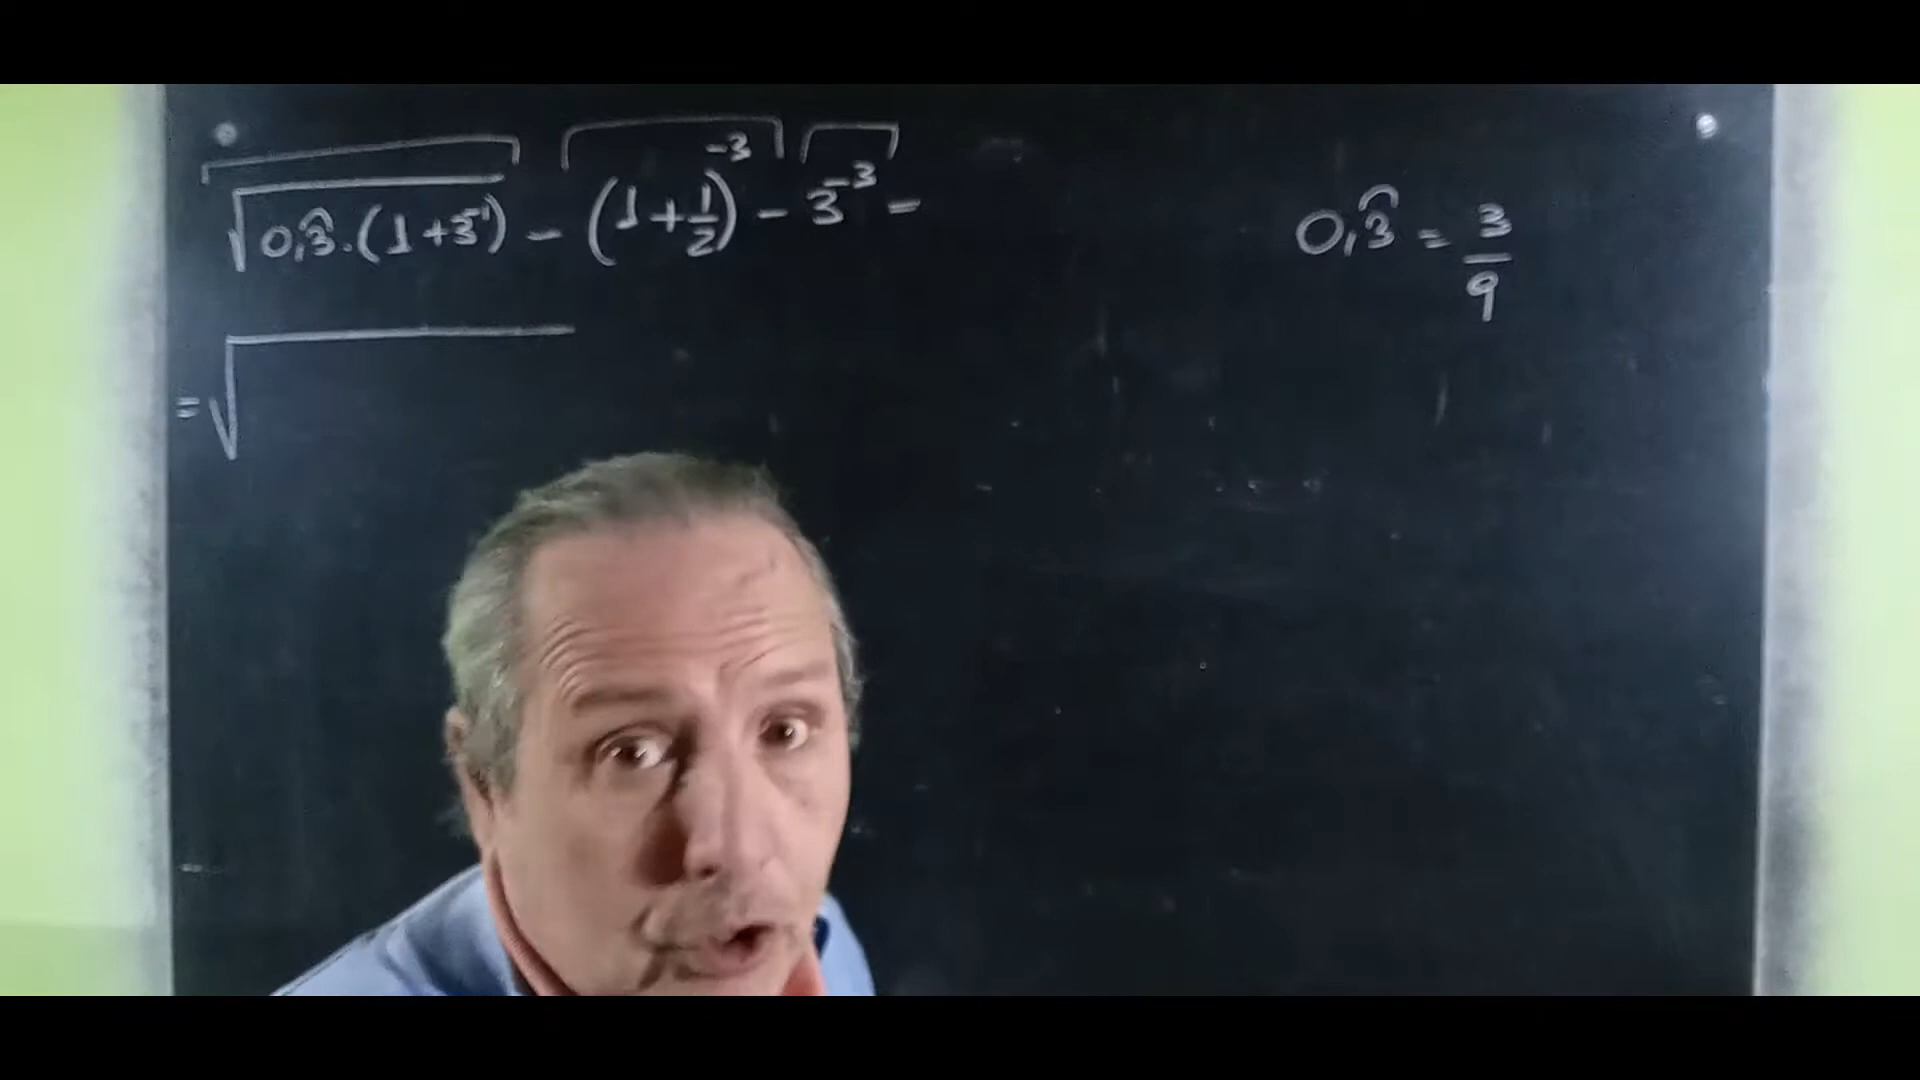 √(0,3̂·(1+3⁻¹)) − (1+1/2)⁻³ − 3⁻³ =
0,3̂ = 3/9
= √